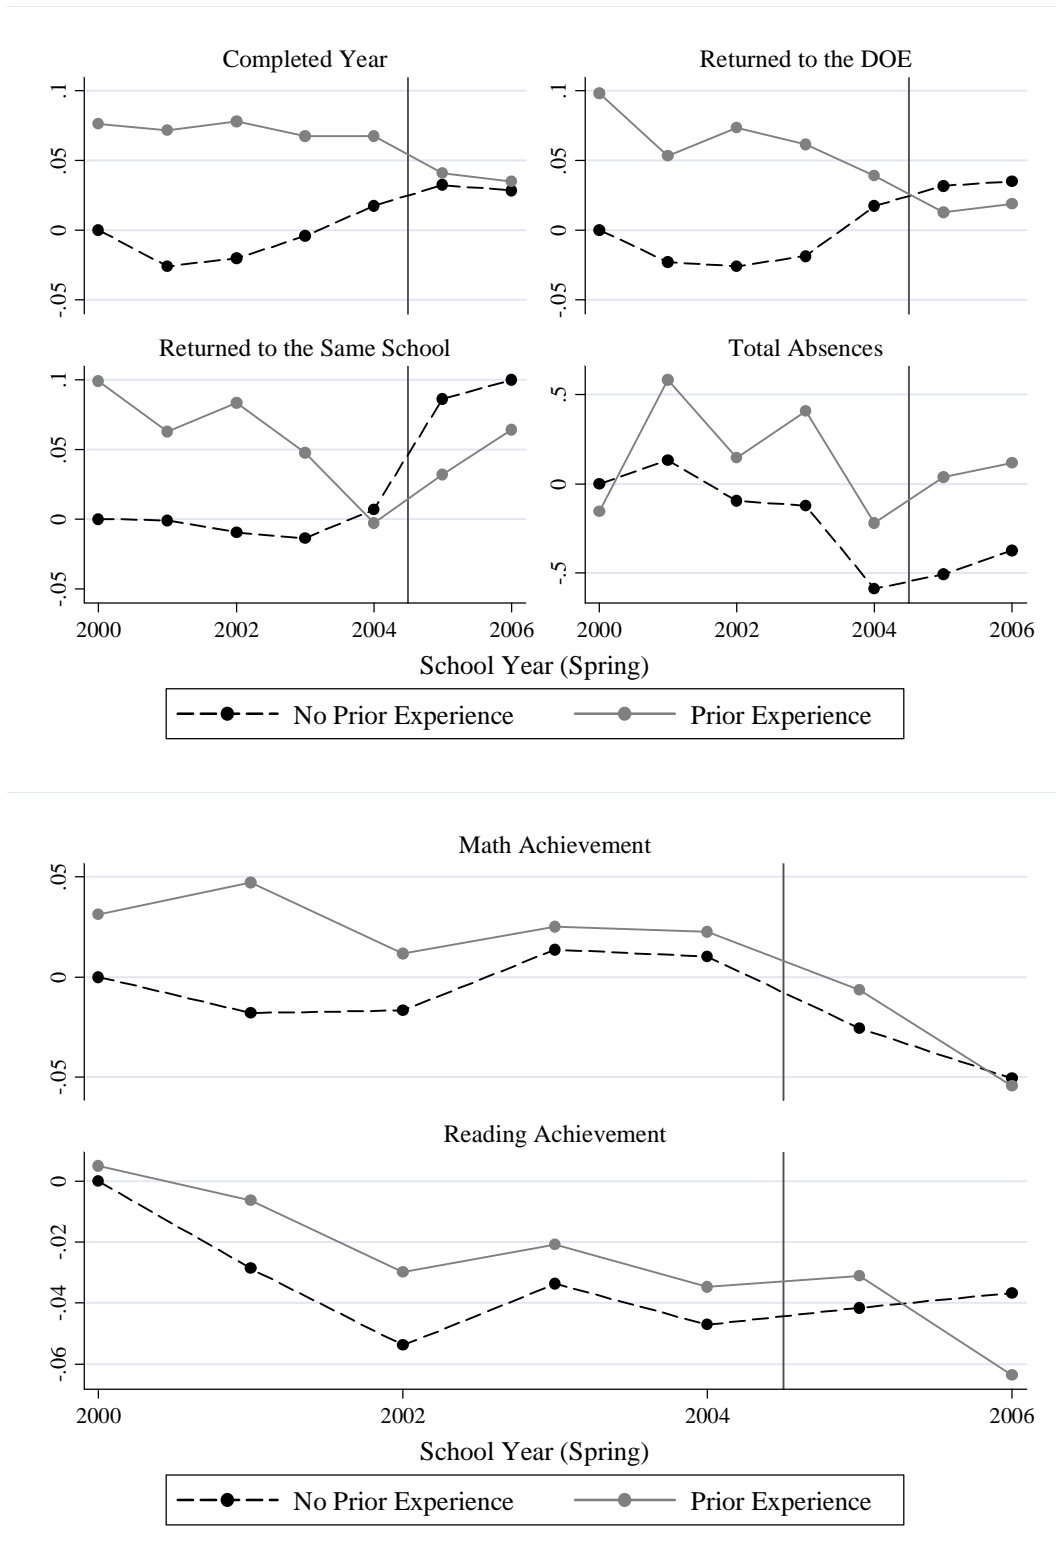 Completed Year
Returned to the DOE
.1
.05
0
-.05
.1
.05
0
-.05
Returned to the Same School
Total Absences
.1
.05
0
-.05
.5
0
-.5
2000 2002 2004 2006
2000 2002 2004 2006
School Year (Spring)
No Prior Experience
Prior Experience
Math Achievement
.05
0
-.05
Reading Achievement
0
-.02
-.04
-.06
2000 2002 2004 2006
School Year (Spring)
No Prior Experience
Prior Experience